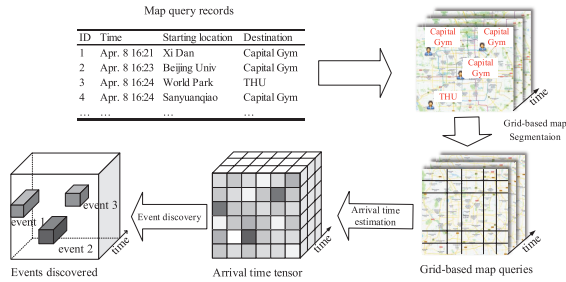 Map query records
ID Time Starting location Destination
1 Apr. 8 16:21 Xi Dan Capital Gym
2 Apr. 8 16:23 Beijing Univ Capital Gym
3 Apr. 8 16:24 World Park THU
4 Apr. 8 16:24 Sanyuanqiao Capital Gym
... ... ... ...
Capital
Gym
Capital
Gym
Capital
Gym
THU
time
Grid-based map
Segmentaion
time
Grid-based map queries
Arrival time
estimation
time
Arrival time tensor
Event discovery
event 1
event 3
event 2
time
Events discovered